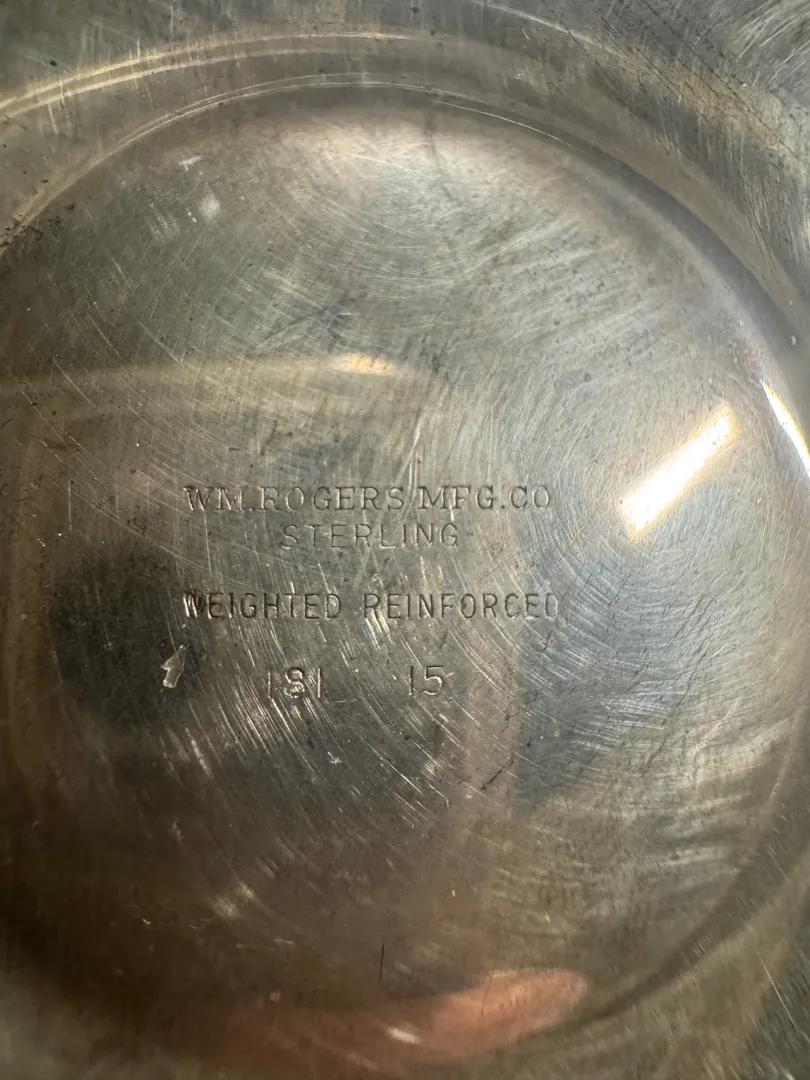 WM.ROGERS MFG.CO
STERLING
WEIGHTED REINFORCED
181 15